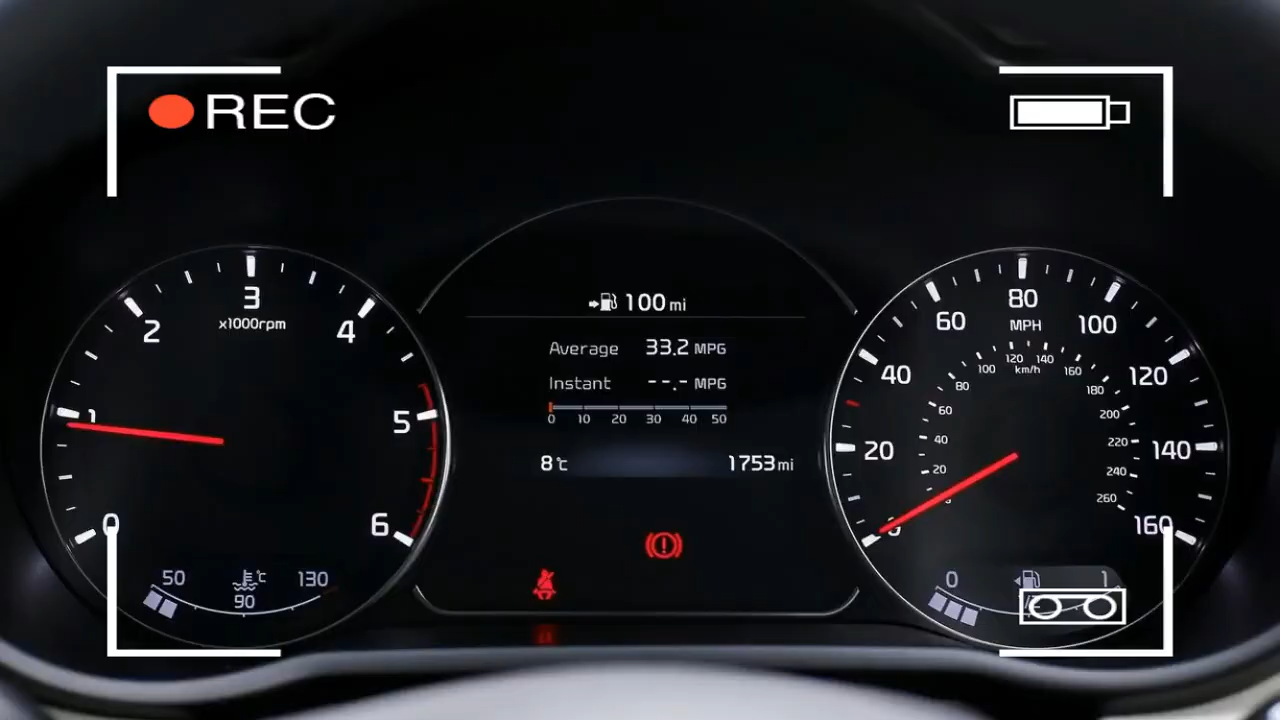 REC
3
x1000rpm
2
4
1
5
0
6
50 °C 130
90
100 mi
Average 33.2 MPG
Instant --.- MPG
0 10 20 30 40 50
8°C 1753 mi
80
MPH
60 100
40 120
20 140
0 160
120 140
km/h
100 160
80 180
60 200
40 220
20 240
260
0 1